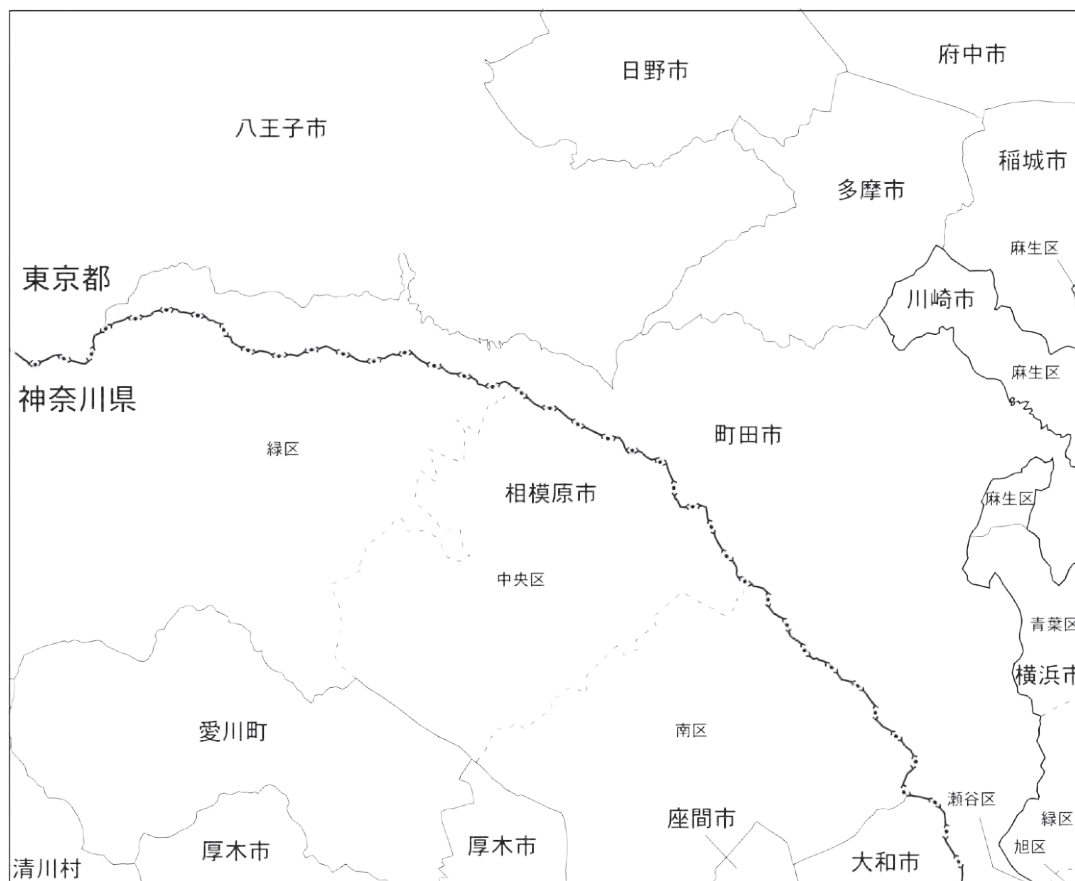 府中市
日野市
八王子市
稲城市
多摩市
麻生区
東京都
川崎市
麻生区
神奈川県
町田市
緑区
相模原市
麻生区
中央区
青葉区
横浜市
愛川町
南区
瀬谷区
座間市
緑区
厚木市
厚木市
旭区
大和市
清川村